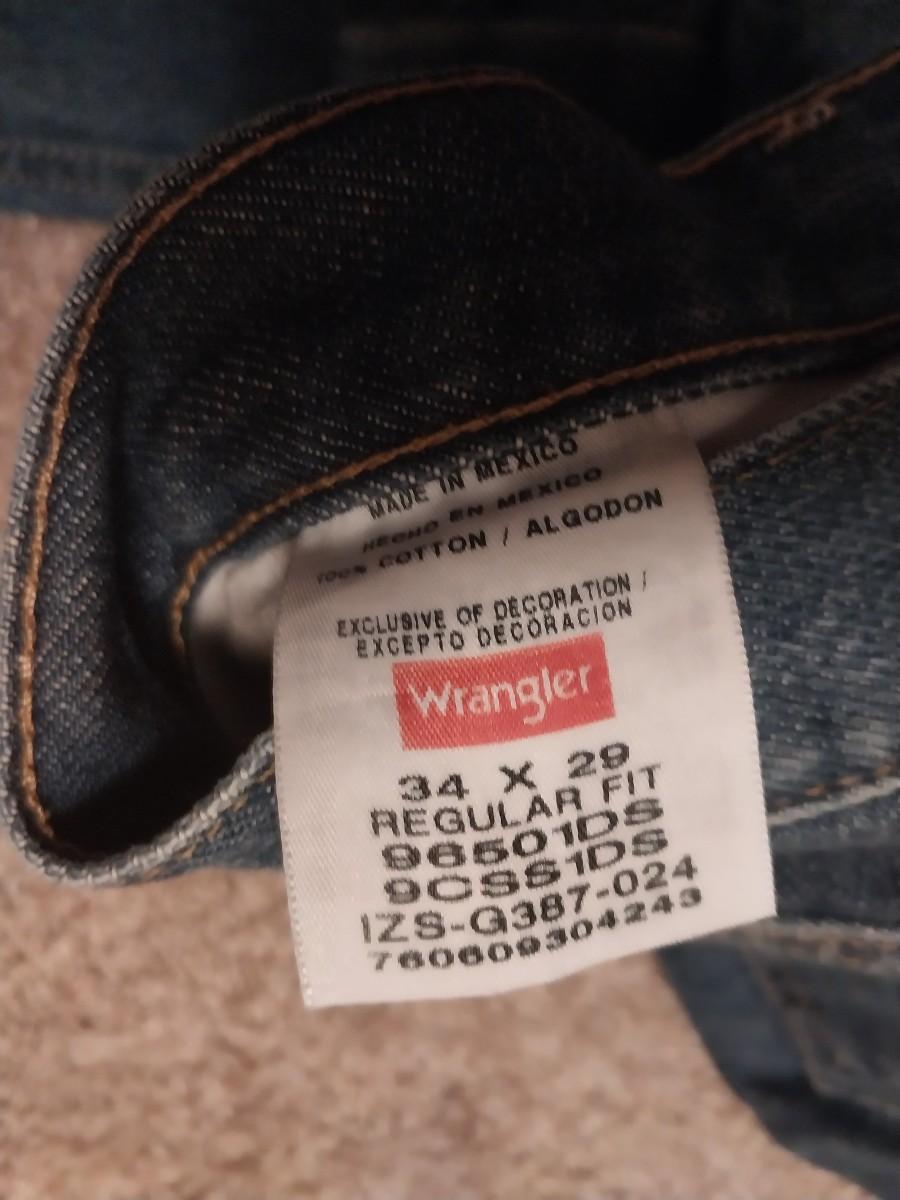 MADE IN MEXICO
HECHO EN MEXICO
100% COTTON / ALGODON
EXCLUSIVE OF DECORATION /
EXCEPTO DECORACION
Wrangler
34 X 29
REGULAR FIT
96501DS
9CSS1DS
IZS-G387-024
760609304243